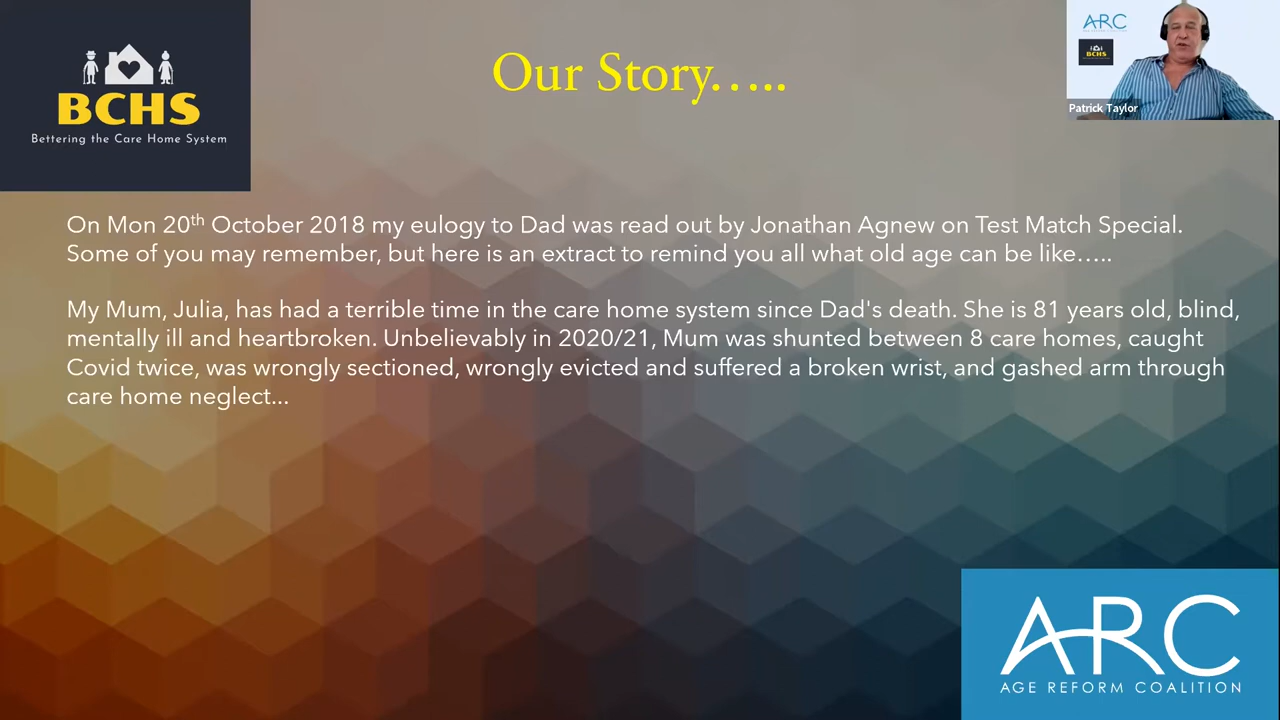 BCHS
Bettering the Care Home System
Our Story.....
ARC
AGE REFORM COALITION
BCHS
Patrick Taylor
On Mon 20th October 2018 my eulogy to Dad was read out by Jonathan Agnew on Test Match Special.
Some of you may remember, but here is an extract to remind you all what old age can be like…..
My Mum, Julia, has had a terrible time in the care home system since Dad's death. She is 81 years old, blind,
mentally ill and heartbroken. Unbelievably in 2020/21, Mum was shunted between 8 care homes, caught
Covid twice, was wrongly sectioned, wrongly evicted and suffered a broken wrist, and gashed arm through
care home neglect...
ARC
AGE REFORM COALITION